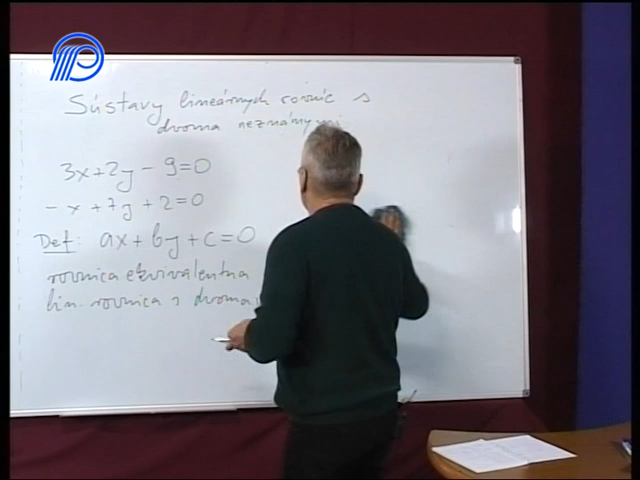 Sústavy lineárnych rovníc s
dvoma neznámymi
3x+2y-9=0
-x+7y+2=0
Def: ax+by+c=0
rovnica ekvivalentna
lin. rovnica s dvoma